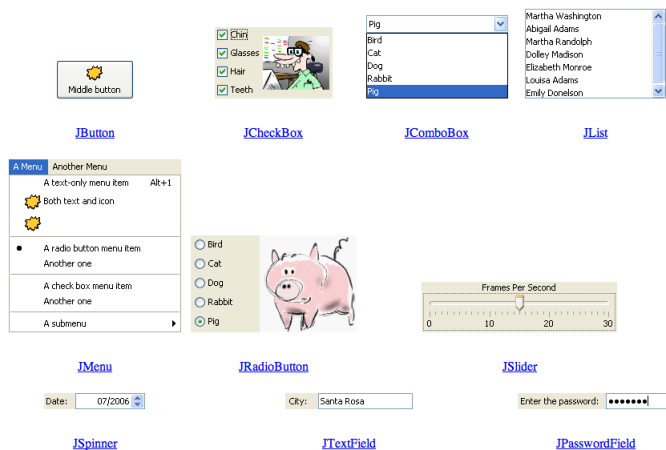 Middle button
Chin
Glasses
Hair
Teeth
Pig
Bird
Cat
Dog
Rabbit
Pig
Martha Washington
Abigail Adams
Martha Randolph
Dolley Madison
Elizabeth Monroe
Louisa Adams
Emily Donelson
JButton
JCheckBox
JComboBox
JList
A Menu Another Menu
A text-only menu item Alt+1
Both text and icon
A radio button menu item
Another one
A check box menu item
Another one
A submenu
Bird
Cat
Dog
Rabbit
Pig
Frames Per Second
0 10 20 30
JMenu
JRadioButton
JSlider
Date: 07/2006
City: Santa Rosa
Enter the password: ●●●●●●●
JSpinner
JTextField
JPasswordField